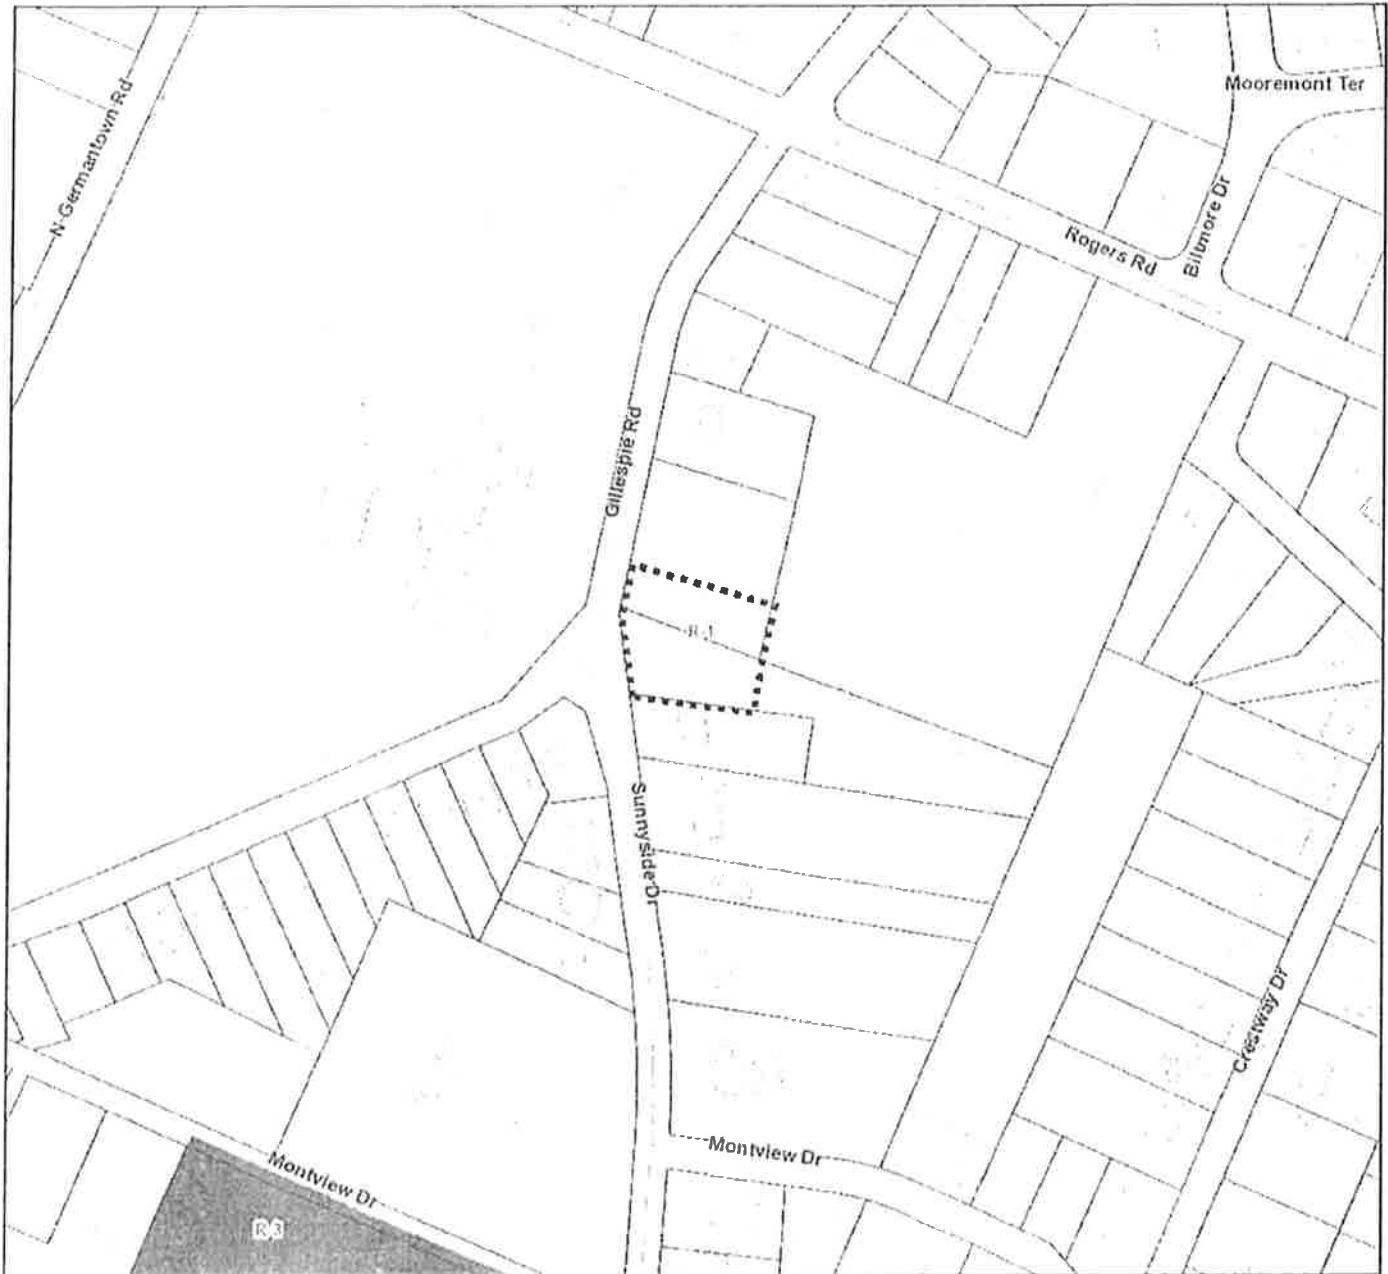 Mooremont Ter
N Germantown Rd
Biltmore Dr
Rogers Rd
Gillespie Rd
R-1
Sunnyside Dr
Crestway Dr
Montview Dr
Montview Dr
R-3